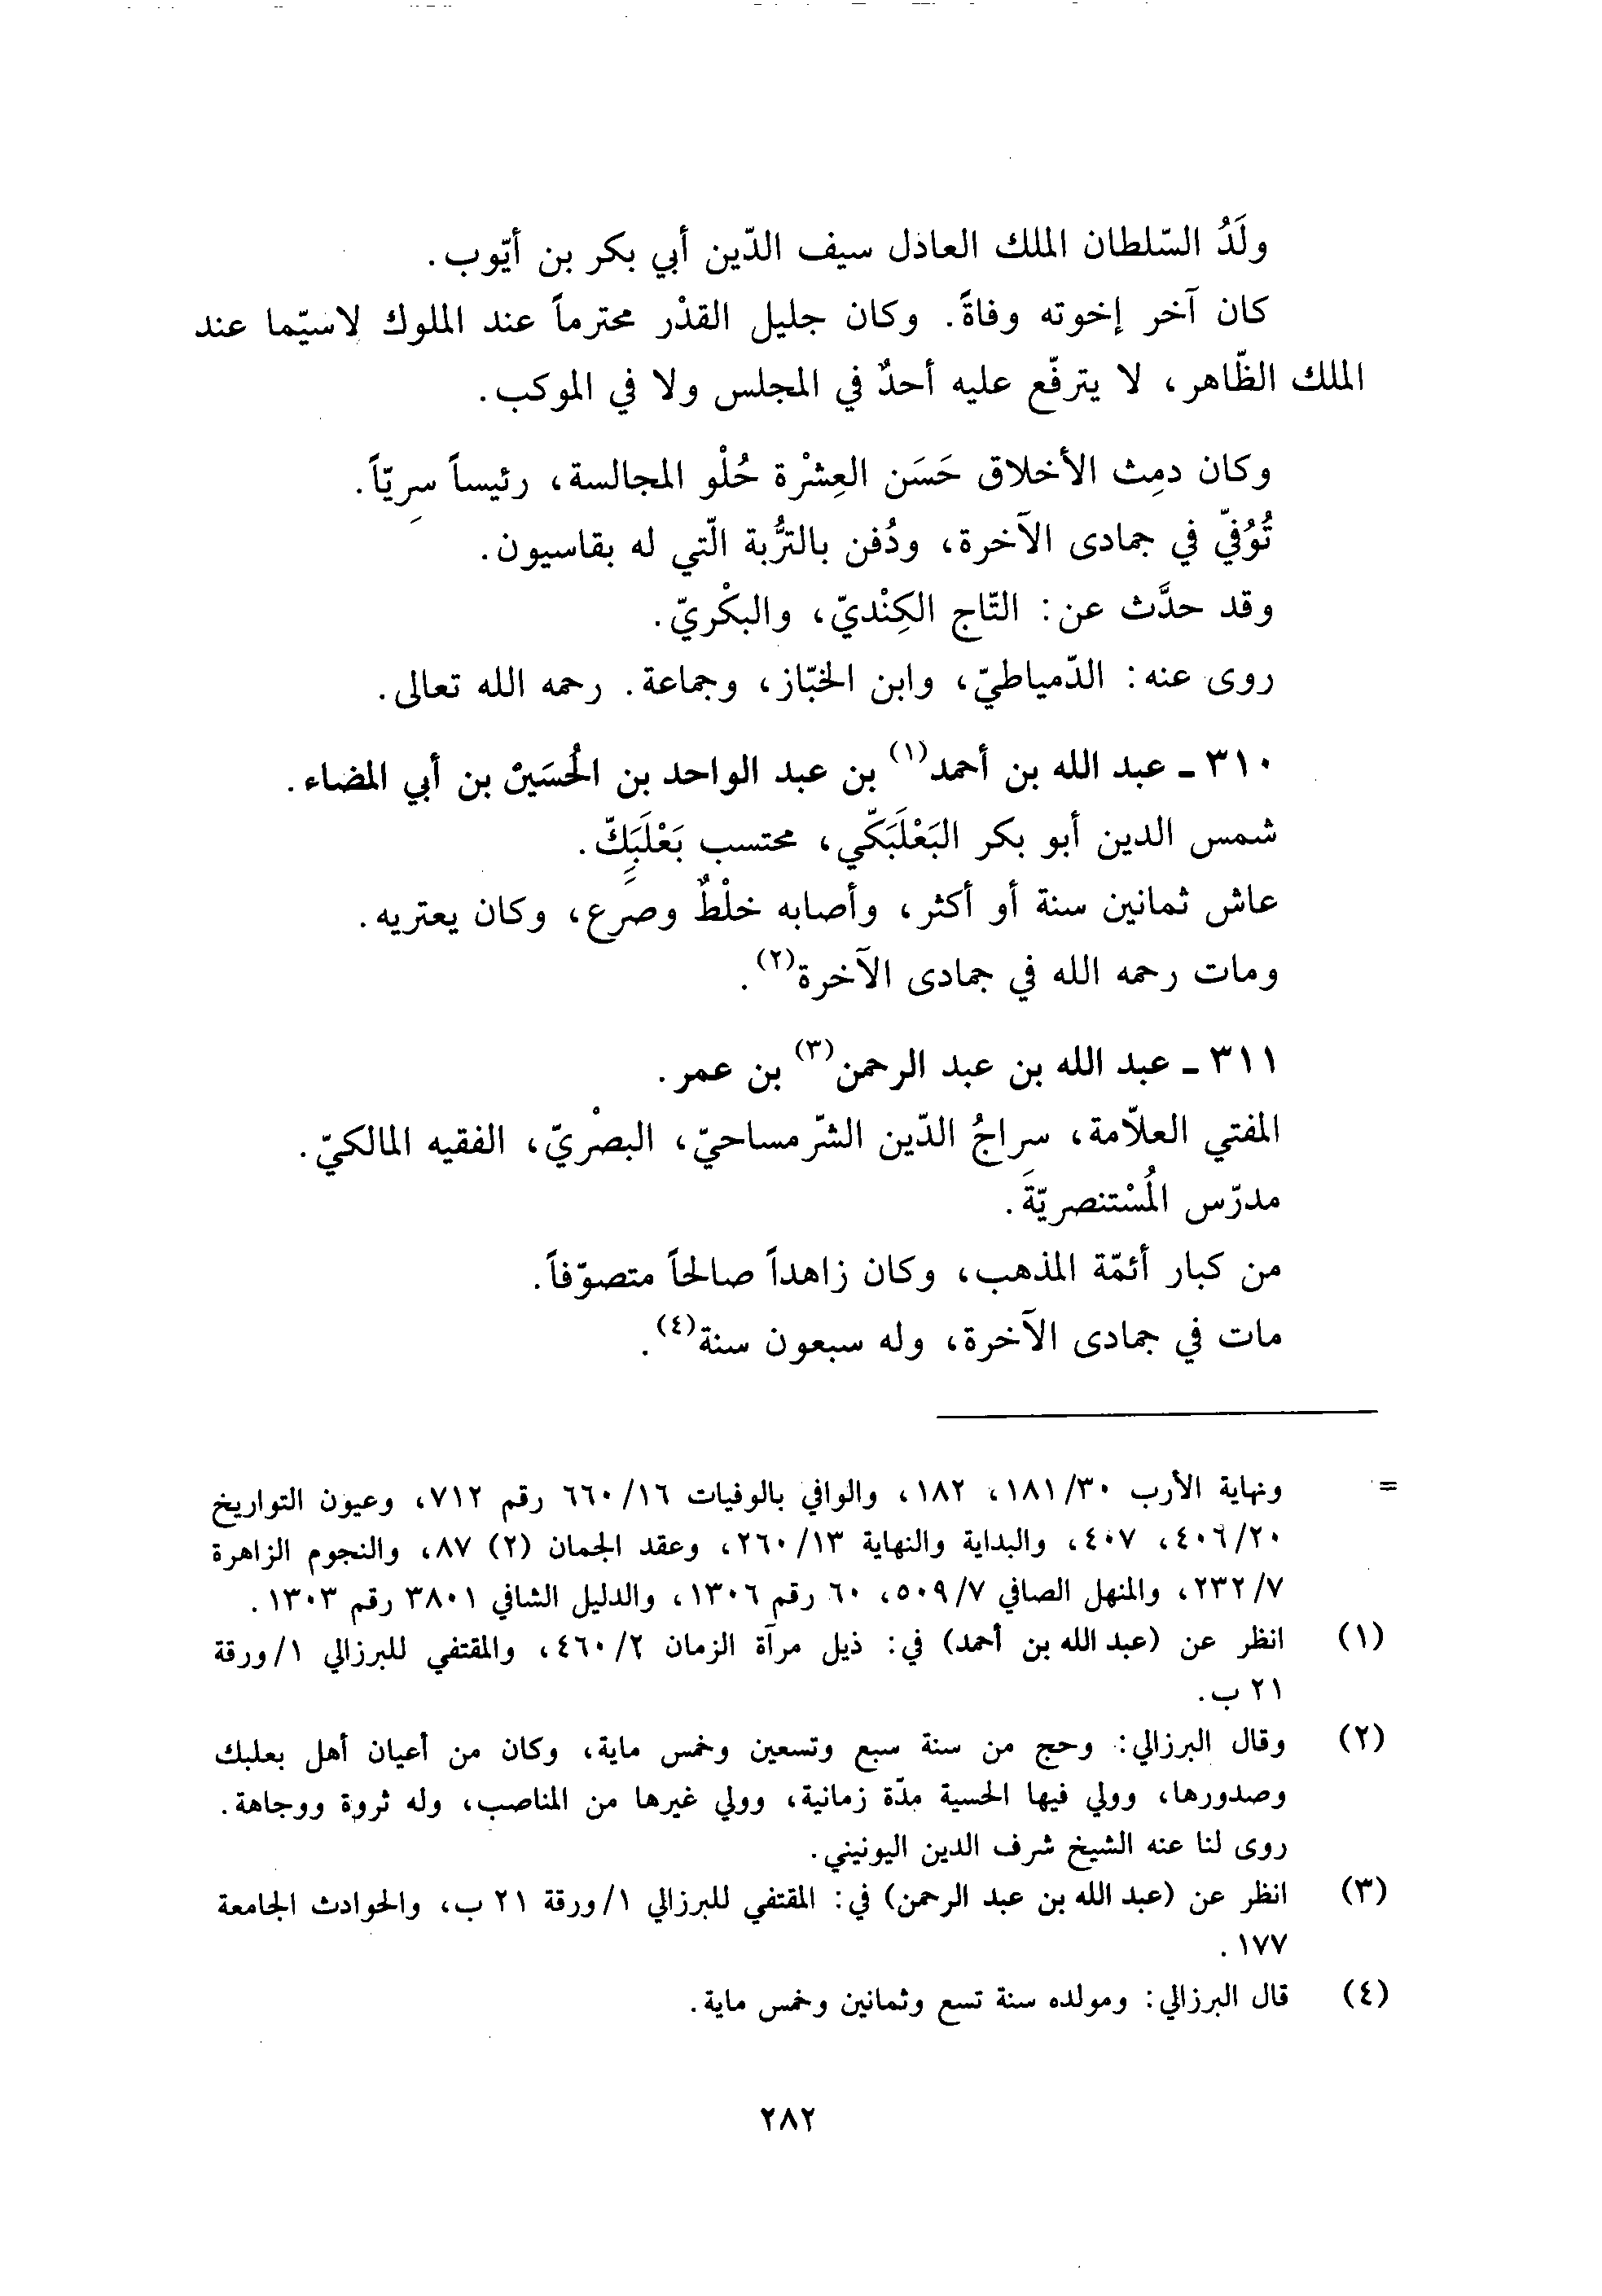 ولَدُ السّلطان الملك العادل سيف الدّين أبي بكر بن أيّوب.
كان آخر إخوته وفاةً. وكان جليل القدْر محترماً عند الملوك لاسيّما عند
الملك الظّاهر، لا يترفّع عليه أحدٌ في المجلس ولا في الموكب.
وكان دمِث الأخلاق حَسَن العِشْرة حُلْو المجالسة، رئيساً سرِيّاً.
تُوُفيّ في جمادى الآخرة، ودُفن بالتُّربة الّتي له بقاسيون.
وقد حدَّث عن: التّاج الكِنْديّ، والبكْريّ.
روى عنه: الدّمياطيّ، وابن الخبّاز، وجماعة. رحمه الله تعالى.
٣١٠ ـ عبد الله بن أحمد(١) بن عبد الواحد بن الحُسَينْ بن أبي المضاء.
شمس الدين أبو بكر البَعْلَبَكّي، محتسب بَعْلَبَكّ.
عاش ثمانين سنة أو أكثر، وأصابه خلْطٌ وصرع، وكان يعتريه.
ومات رحمه الله في جمادى الآخرة(٢).
٣١١ ـ عبد الله بن عبد الرحمن(٣) بن عمر.
المفتي العلاّمة، سراجُ الدّين الشّرمساحيّ، البصْريّ، الفقيه المالكيّ.
مدرّس المُسْتنصريّةَ.
من كبار أئمّة المذهب، وكان زاهداً صالحاً متصوّفاً.
مات في جمادى الآخرة، وله سبعون سنة(٤).
= ونهاية الأرب ١٨١/٣٠، ١٨٢، والوافي بالوفيات ٦٦٠/١٦ رقم ٧١٢، وعيون التواريخ
٤٠٦/٢٠، ٤٠٧، والبداية والنهاية ٢٦٠/١٣، وعقد الجمان (٢) ٨٧، والنجوم الزاهرة
٢٣٢/٧، والمنهل الصافي ٥٠٩/٧، ٦٠ رقم ١٣٠٦، والدليل الشافي ٣٨٠١ رقم ١٣٠٣.
(١) انظر عن (عبد الله بن أحمد) في: ذيل مرآة الزمان ٤٦٠/٢، والمقتفي للبرزالي ١/ورقة
٢١ ب.
(٢) وقال البرزالي: وحج من سنة سبع وتسعين وخمس ماية، وكان من أعيان أهل بعلبك
وصدورها، وولي فيها الحسية مدّة زمانية، وولي غيرها من المناصب، وله ثروة ووجاهة.
روى لنا عنه الشيخ شرف الدين اليونيني.
(٣) انظر عن (عبد الله بن عبد الرحمن) في: المقتفي للبرزالي ١/ورقة ٢١ ب، والحوادث الجامعة
١٧٧.
(٤) قال البرزالي: ومولده سنة تسع وثمانين وخمس ماية.
٢٨٢